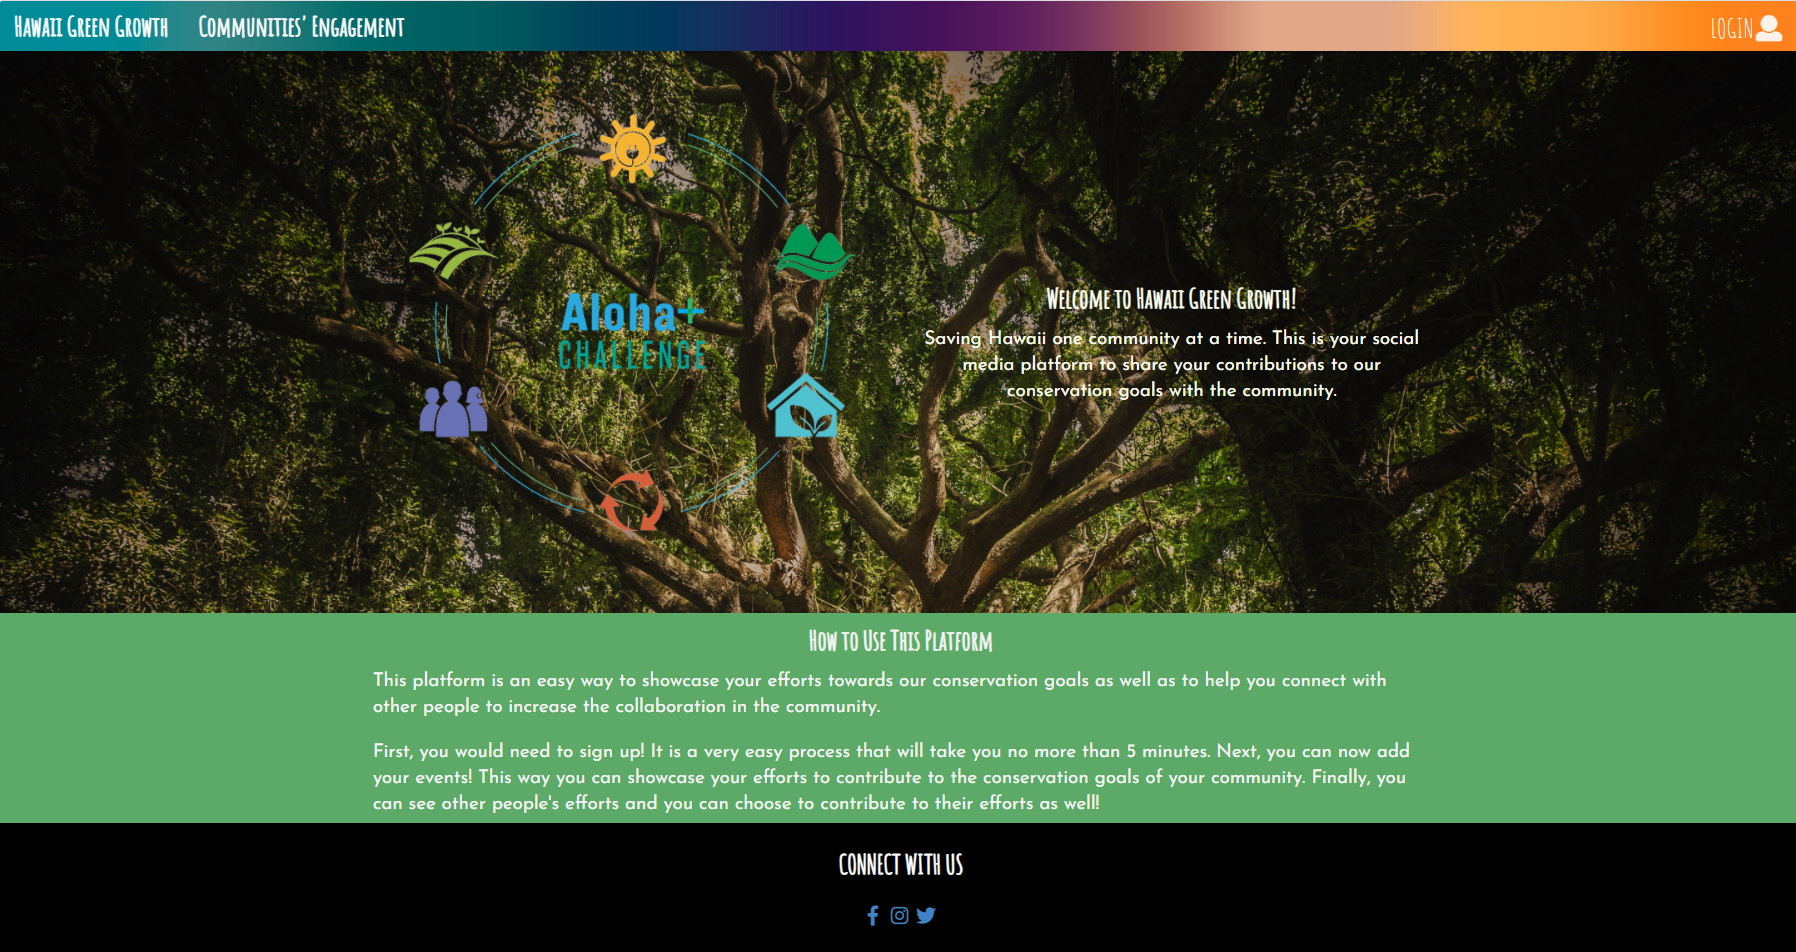 Hawaii Green Growth
Communities' Engagement
LOGIN
Aloha+
CHALLENGE
Welcome to Hawaii Green Growth!
Saving Hawaii one community at a time. This is your social
media platform to share your contributions to our
conservation goals with the community.
How to Use This Platform
This platform is an easy way to showcase your efforts towards our conservation goals as well as to help you connect with
other people to increase the collaboration in the community.
First, you would need to sign up! It is a very easy process that will take you no more than 5 minutes. Next, you can now add
your events! This way you can showcase your efforts to contribute to the conservation goals of your community. Finally, you
can see other people's efforts and you can choose to contribute to their efforts as well!
CONNECT WITH US